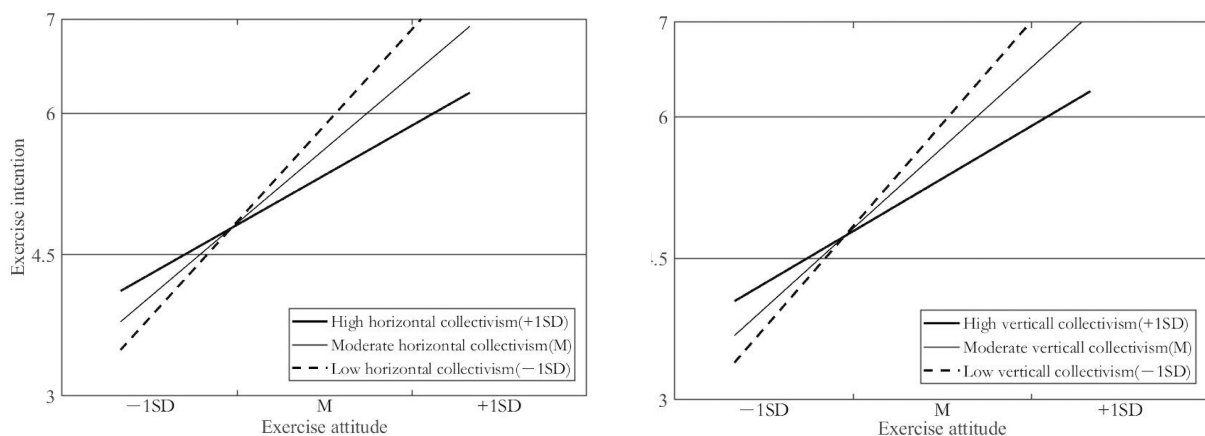 7
6
4.5
3
Exercise intention
High horizontal collectivism(+1SD)
Moderate horizontal collectivism(M)
Low horizontal collectivism(−1SD)
−1SD M +1SD
Exercise attitude
7
6
.5
3
High verticall collectivism(+1SD)
Moderate verticall collectivism(M)
Low verticall collectivism(−1SD)
−1SD M +1SD
Exercise attitude